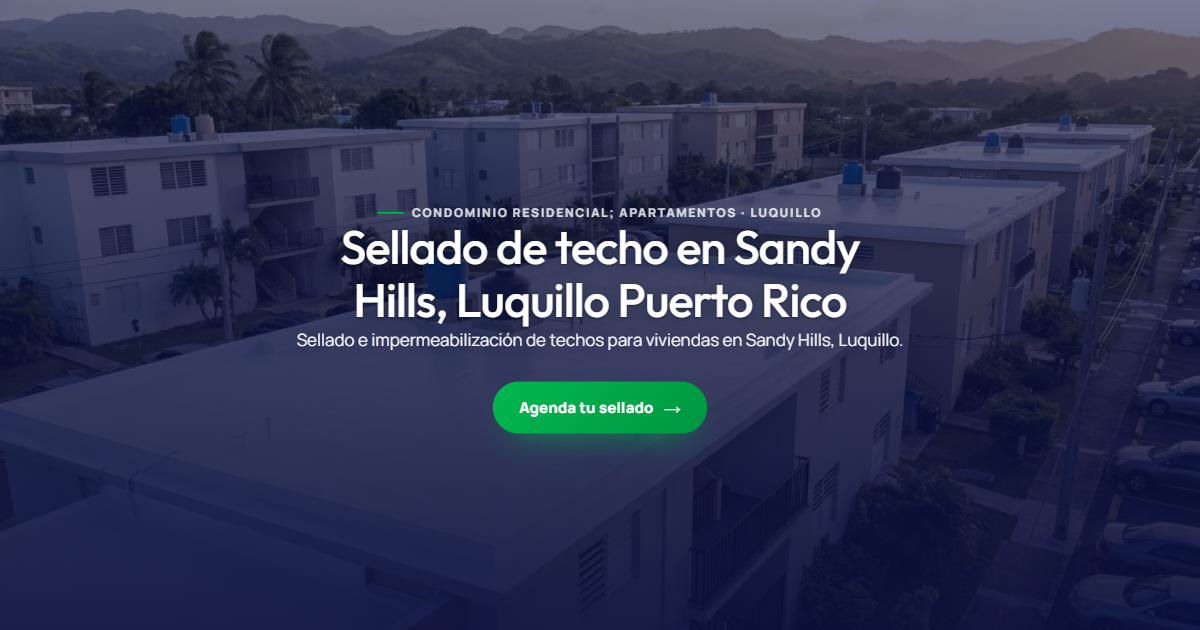 CONDOMINIO RESIDENCIAL; APARTAMENTOS · LUQUILLO
Sellado de techo en Sandy
Hills, Luquillo Puerto Rico
Sellado e impermeabilización de techos para viviendas en Sandy Hills, Luquillo.
Agenda tu sellado →